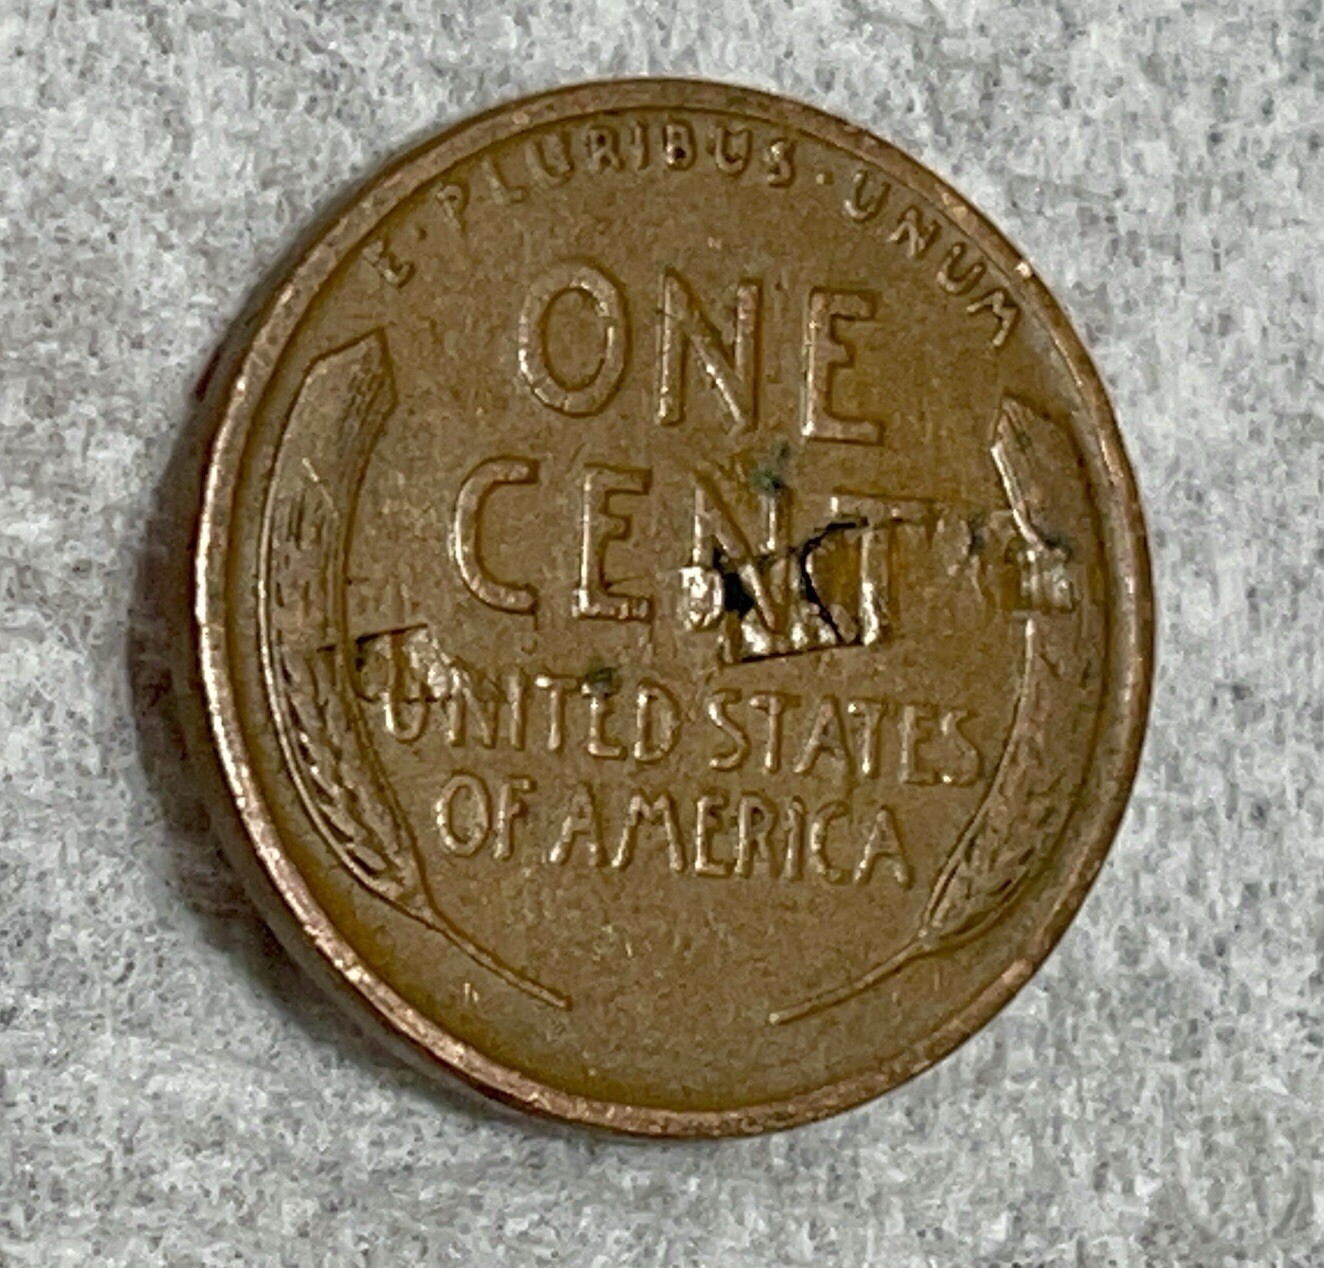 E·PLURIBUS·UNUM
ONE
CENT
UNITED STATES
OF AMERICA